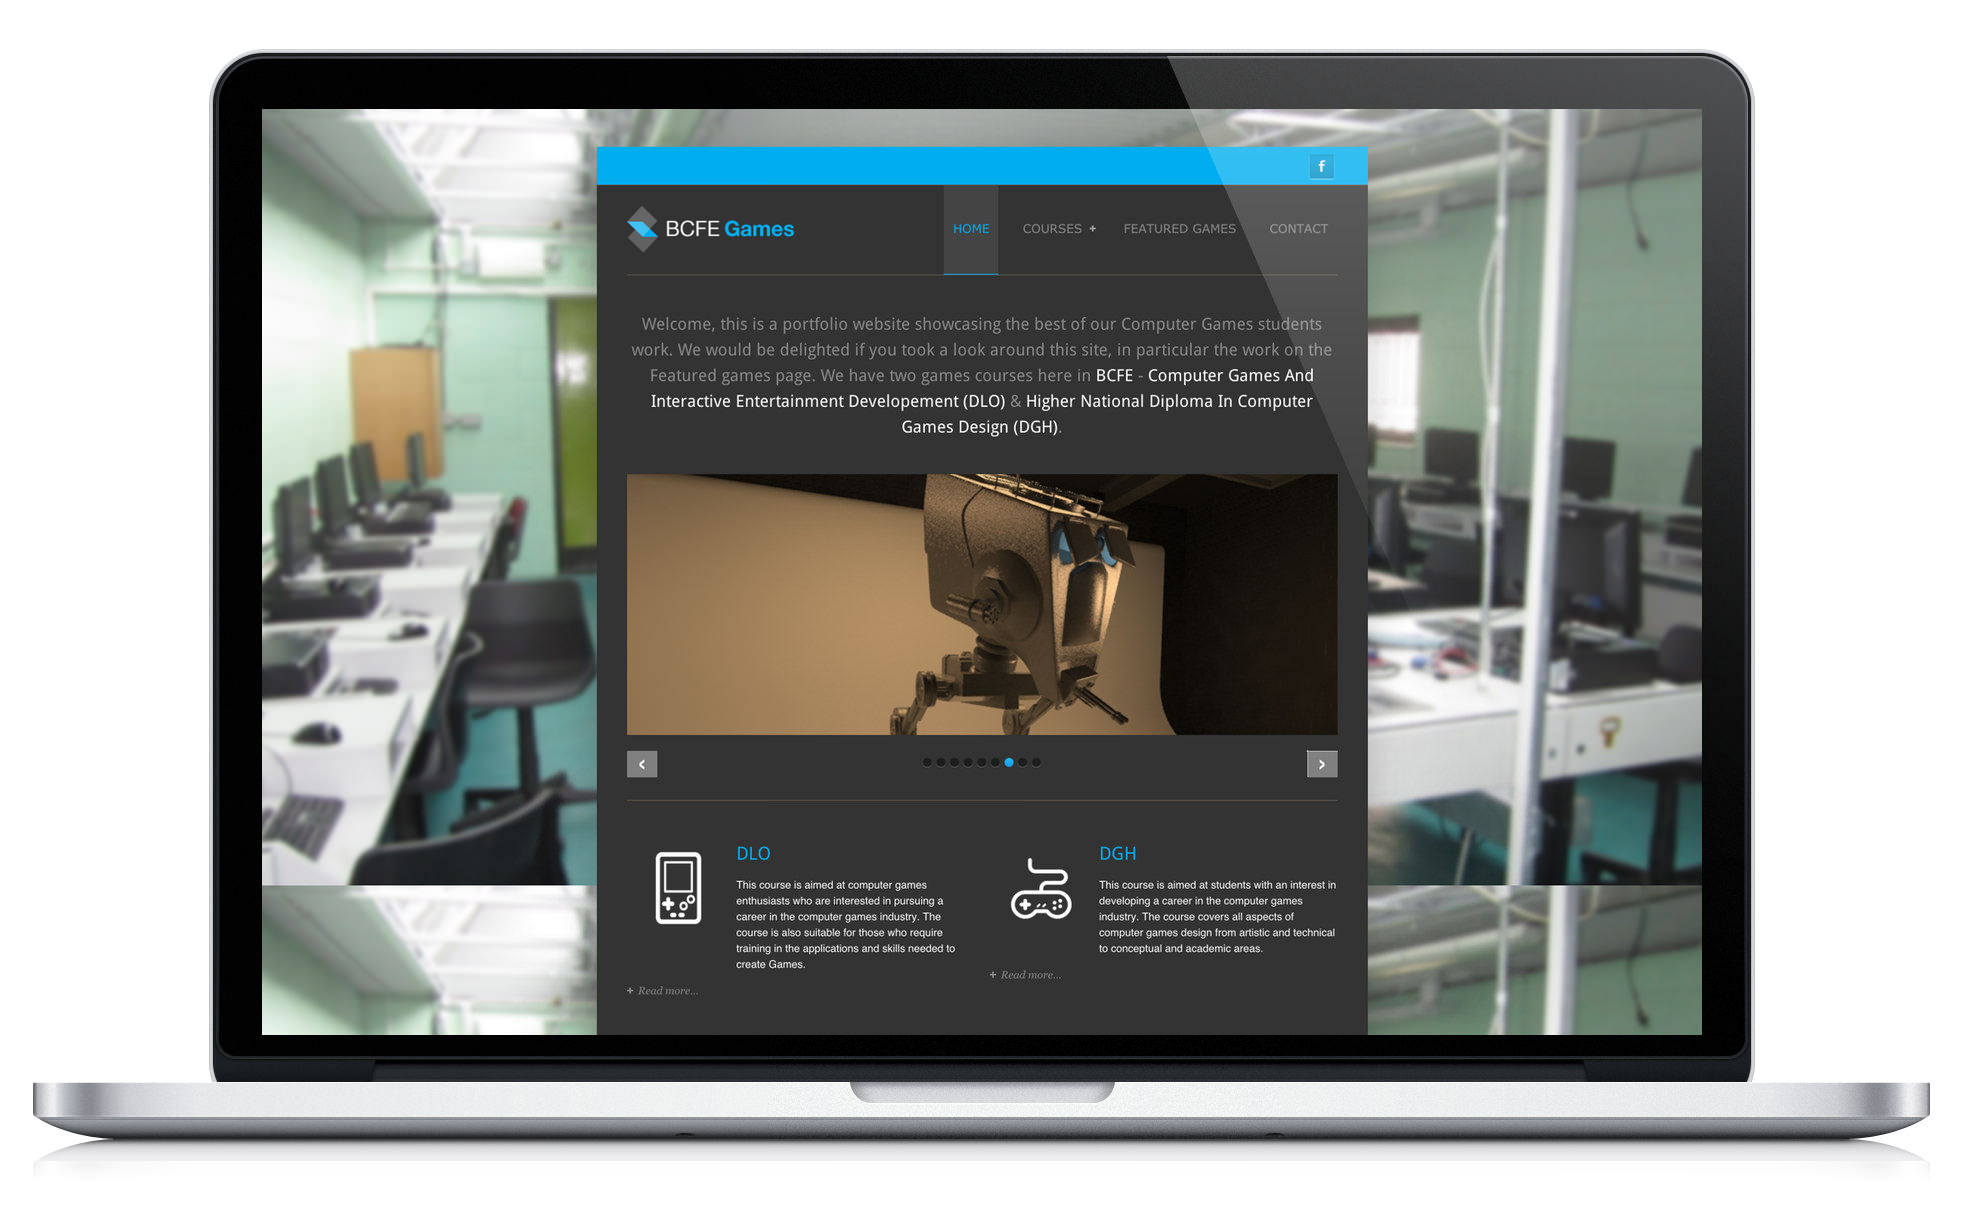 f
BCFE Games
HOME
COURSES +
FEATURED GAMES
CONTACT
Welcome, this is a portfolio website showcasing the best of our Computer Games students
work. We would be delighted if you took a look around this site, in particular the work on the
Featured games page. We have two games courses here in BCFE - Computer Games And
Interactive Entertainment Developement (DLO) & Higher National Diploma In Computer
Games Design (DGH).
DLO
This course is aimed at computer games
enthusiasts who are interested in pursuing a
career in the computer games industry. The
course is also suitable for those who require
training in the applications and skills needed to
create Games.
+ Read more...
DGH
This course is aimed at students with an interest in
developing a career in the computer games
industry. The course covers all aspects of
computer games design from artistic and technical
to conceptual and academic areas.
+ Read more...